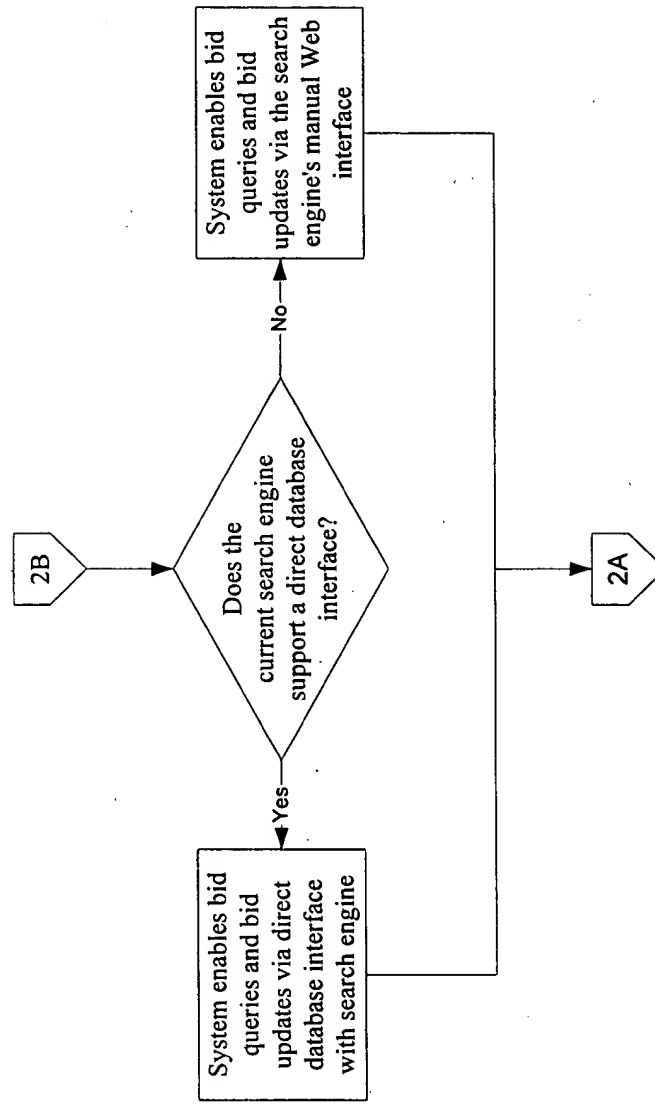 2B
Does the
current search engine
support a direct database
interface?
Yes
No
System enables bid
queries and bid
updates via direct
database interface
with search engine
System enables bid
queries and bid
updates via the search
engine's manual Web
interface
2A